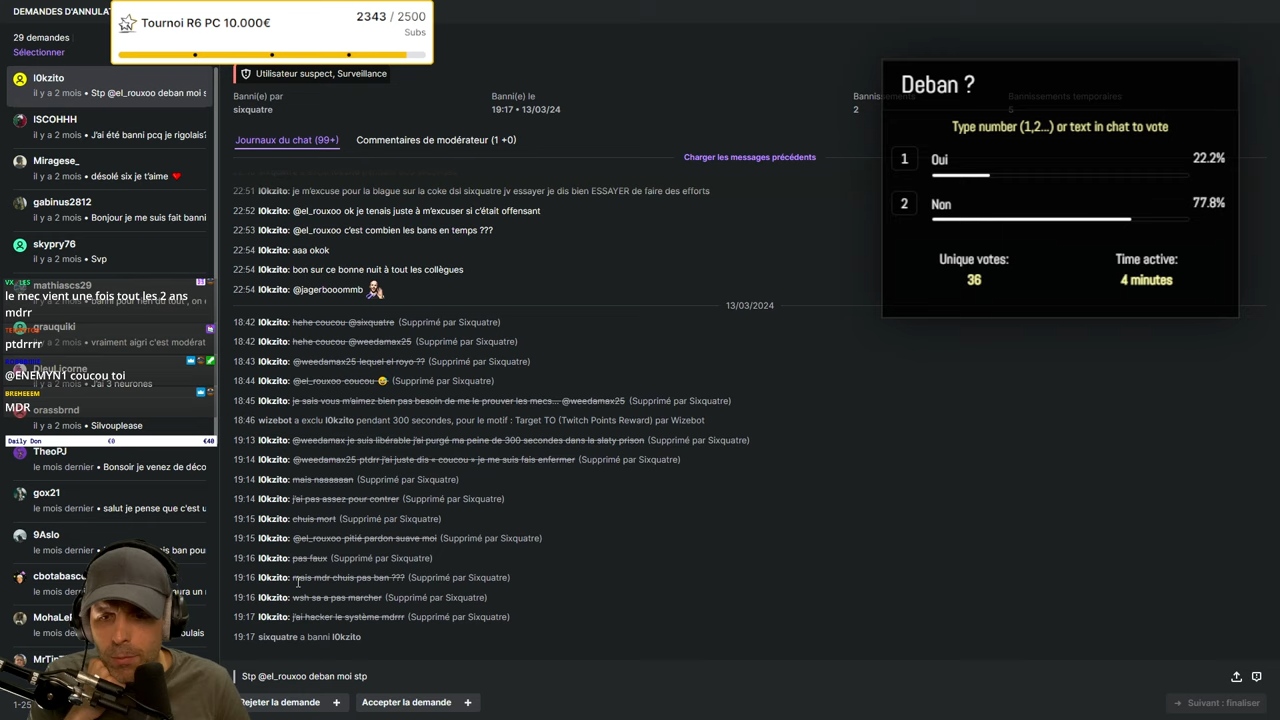 DEMANDES D'ANNULAT
29 demandes
Sélectionner
Tournoi R6 PC 10.000€
2343 / 2500
Subs
l0kzito
il y a 2 mois • Stp @el_rouxoo deban moi s
ISCOHHH
il y a 2 mois • J'ai été banni pcq je rigolais?
Miragese_
il y a 2 mois • désolé six je t'aime
gabinus2812
il y a 2 mois • Bonjour je me suis fait banni
skypry76
il y a 2 mois • Svp
mathiascs29
il y a 2 mois
VX_LES
le mec vient une fois tout les 2 ans
mdrr
grauquiki
il y a 2 mois • vraiment aigri c'est modérat
ptdrrrr
il y a 2 mois • J'ai 3 neurones
@ENEMYN1 coucou toi
BREHEEEM
MDR
orassbrnd
il y a 2 mois • Silvouplease
Daily Don €0 €40
TheoPJ
le mois dernier • Bonsoir je venez de déco
gox21
le mois dernier • salut je pense que c'est u
9Aslo
cbotabasc
MohaLel
MrTin
1-25
Utilisateur suspect, Surveillance
Banni(e) par
sixquatre
Banni(e) le
19:17 • 13/03/24
Bannissements
2
Bannissements temporaires
Journaux du chat (99+)
Commentaires de modérateur (1 +0)
Charger les messages précédents
22:51 l0kzito: je m'excuse pour la blague sur la coke dsl sixquatre jv essayer je dis bien ESSAYER de faire des efforts
22:52 l0kzito: @el_rouxoo ok je tenais juste à m'excuser si c'était offensant
22:53 l0kzito: @el_rouxoo c'est combien les bans en temps ???
22:54 l0kzito: aaa okok
22:54 l0kzito: bon sur ce bonne nuit à tout les collègues
22:54 l0kzito: @jagerbooommb
13/03/2024
18:42 l0kzito: hehe coucou @sixquatre (Supprimé par Sixquatre)
18:42 l0kzito: hehe coucou @weedamax25 (Supprimé par Sixquatre)
18:43 l0kzito: @weedamax25 lequel el royo ?? (Supprimé par Sixquatre)
18:44 l0kzito: @el_rouxoo coucou 😅 (Supprimé par Sixquatre)
18:45 l0kzito: je sais vous m'aimez bien pas besoin de me le prouver les mecs... @weedamax25 (Supprimé par Sixquatre)
18:46 wizebot a exclu l0kzito pendant 300 secondes, pour le motif : Target TO (Twitch Points Reward) par Wizebot
19:13 l0kzito: @weedamax je suis libérable j'ai purgé ma peine de 300 secondes dans la slaty prison (Supprimé par Sixquatre)
19:14 l0kzito: @weedamax25 ptdrr j'ai juste dis « coucou » je me suis fais enfermer (Supprimé par Sixquatre)
19:14 l0kzito: mais naaaaaan (Supprimé par Sixquatre)
19:14 l0kzito: j'ai pas assez pour contrer (Supprimé par Sixquatre)
19:15 l0kzito: chuis mort (Supprimé par Sixquatre)
19:15 l0kzito: @el_rouxoo pitié pardon suave moi (Supprimé par Sixquatre)
19:16 l0kzito: pas faux (Supprimé par Sixquatre)
19:16 l0kzito: mais mdr chuis pas ban ??? (Supprimé par Sixquatre)
19:16 l0kzito: wsh sa a pas marcher (Supprimé par Sixquatre)
19:17 l0kzito: j'ai hacker le système mdrrr (Supprimé par Sixquatre)
19:17 sixquatre a banni l0kzito
Stp @el_rouxoo deban moi stp
Rejeter la demande
Accepter la demande
Suivant : finaliser
Deban ?
Type number (1,2...) or text in chat to vote
1 Oui 22.2%
2 Non 77.8%
Unique votes:
36
Time active:
4 minutes